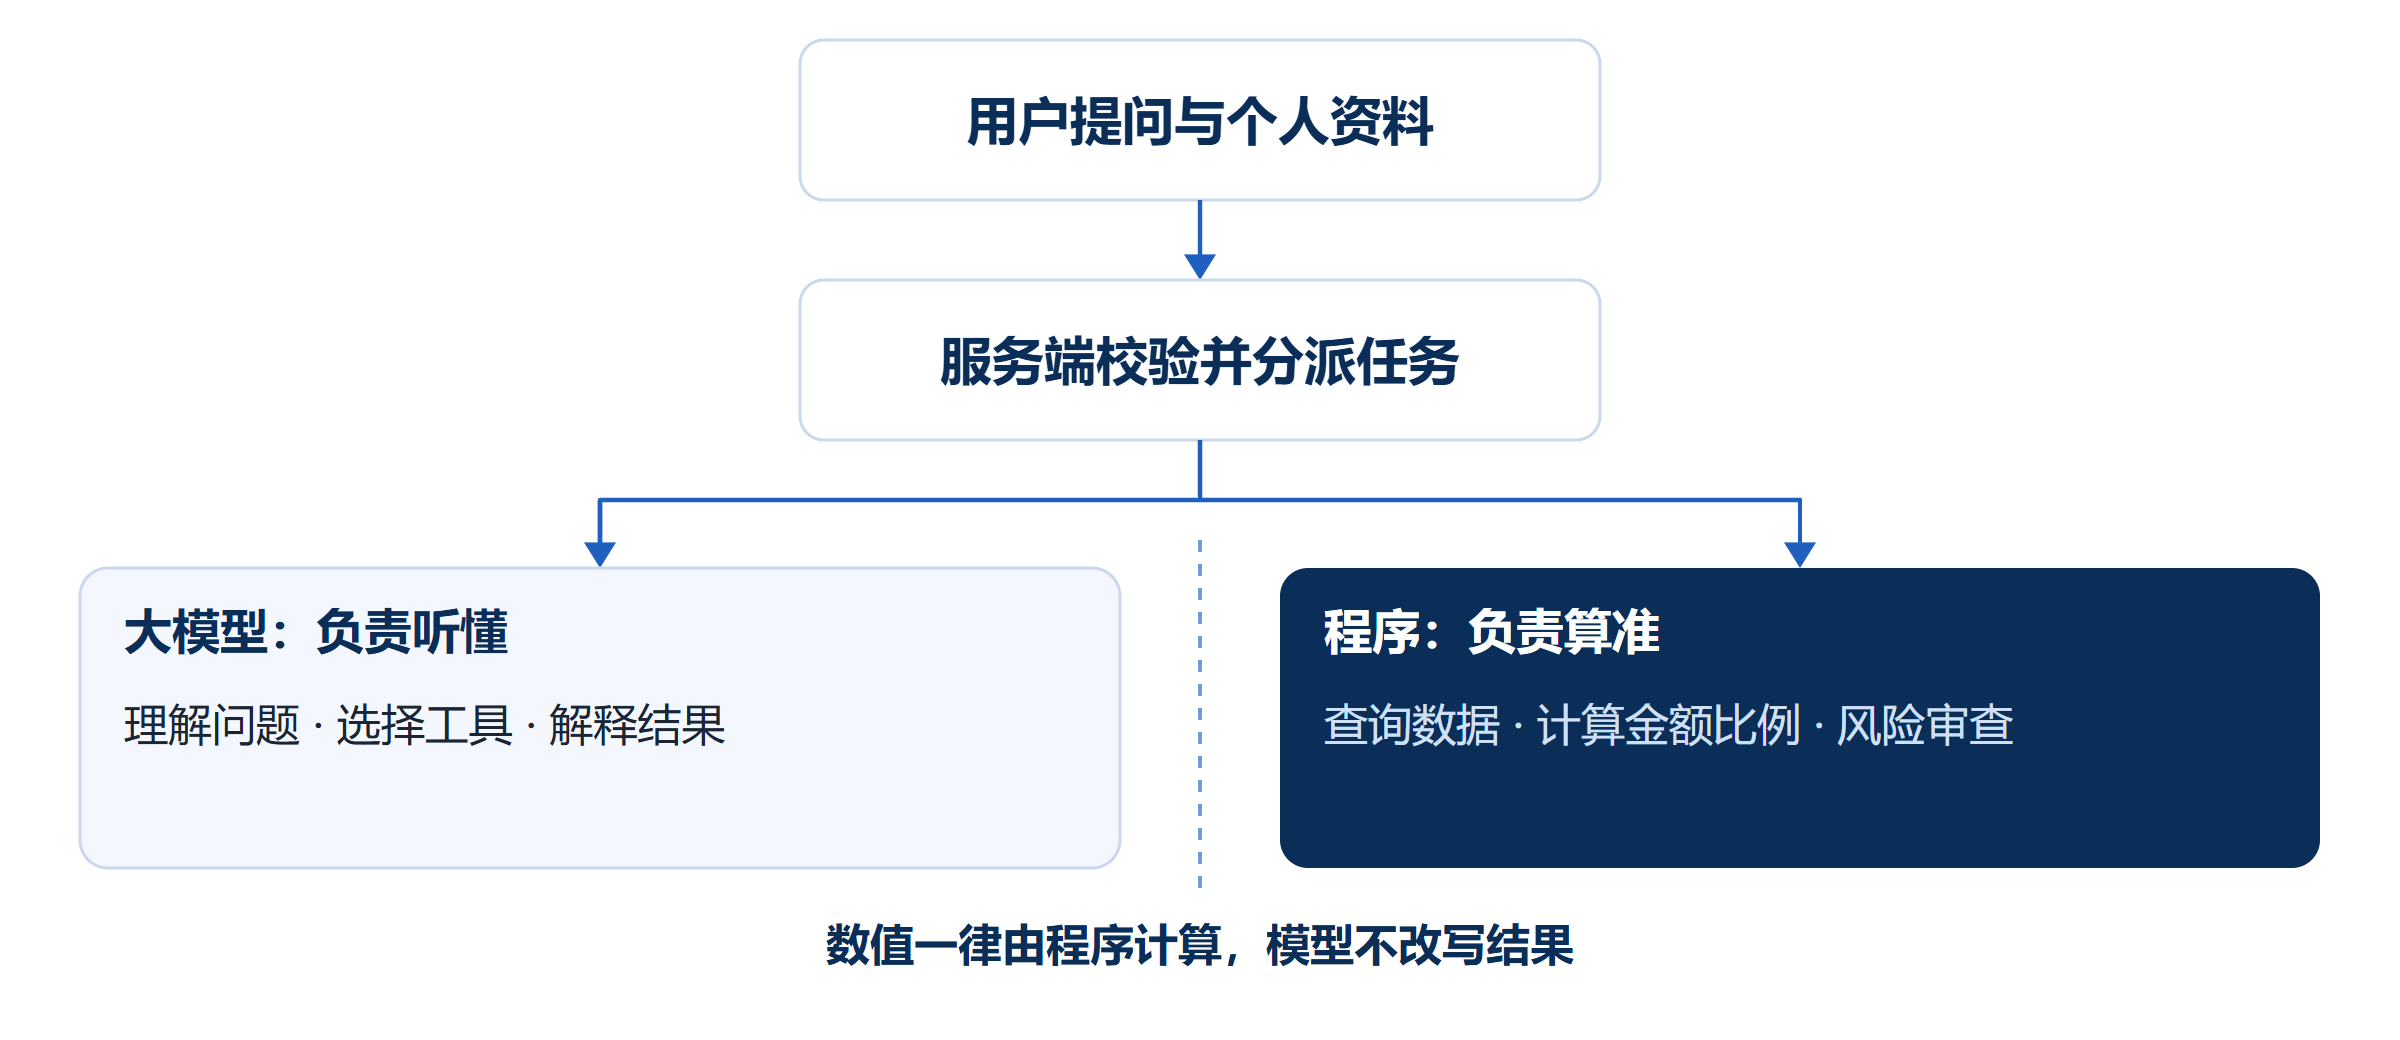 用户提问与个人资料
服务端校验并分派任务
大模型：负责听懂
理解问题 · 选择工具 · 解释结果
程序：负责算准
查询数据 · 计算金额比例 · 风险审查
数值一律由程序计算，模型不改写结果